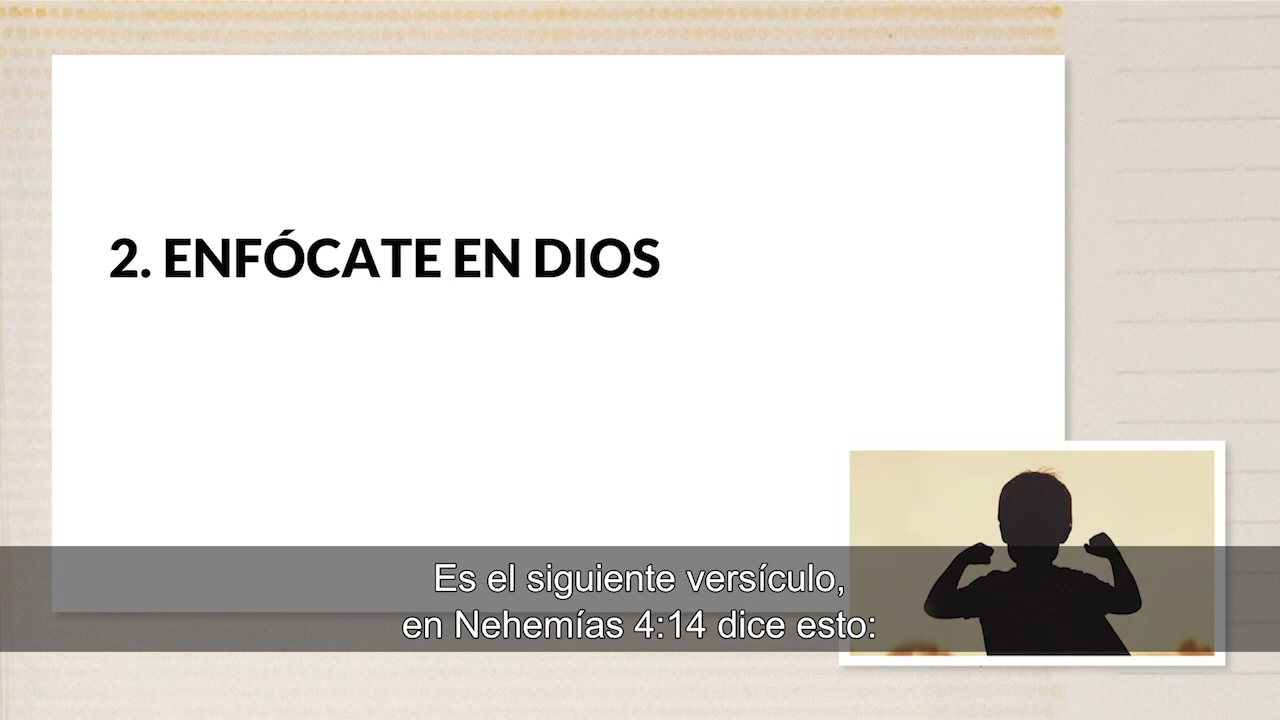 2. ENFÓCATE EN DIOS
Es el siguiente versículo,
en Nehemías 4:14 dice esto: